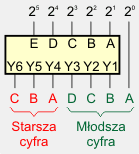 2⁵ 2⁴ 2³ 2² 2¹ 2⁰
E D C B A
Y6 Y5 Y4 Y3 Y2 Y1
C B A D C B A
Starsza Młodsza
cyfra cyfra